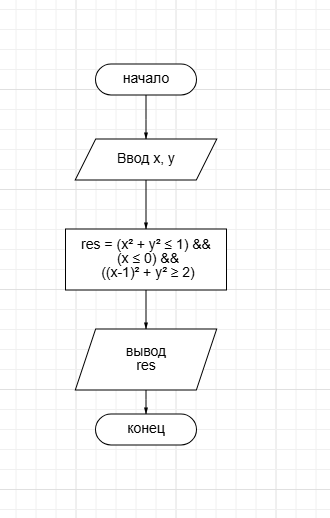 начало
Ввод x, y
res = (x² + y² ≤ 1) &&
(x ≤ 0) &&
((x-1)² + y² ≥ 2)
вывод
res
конец